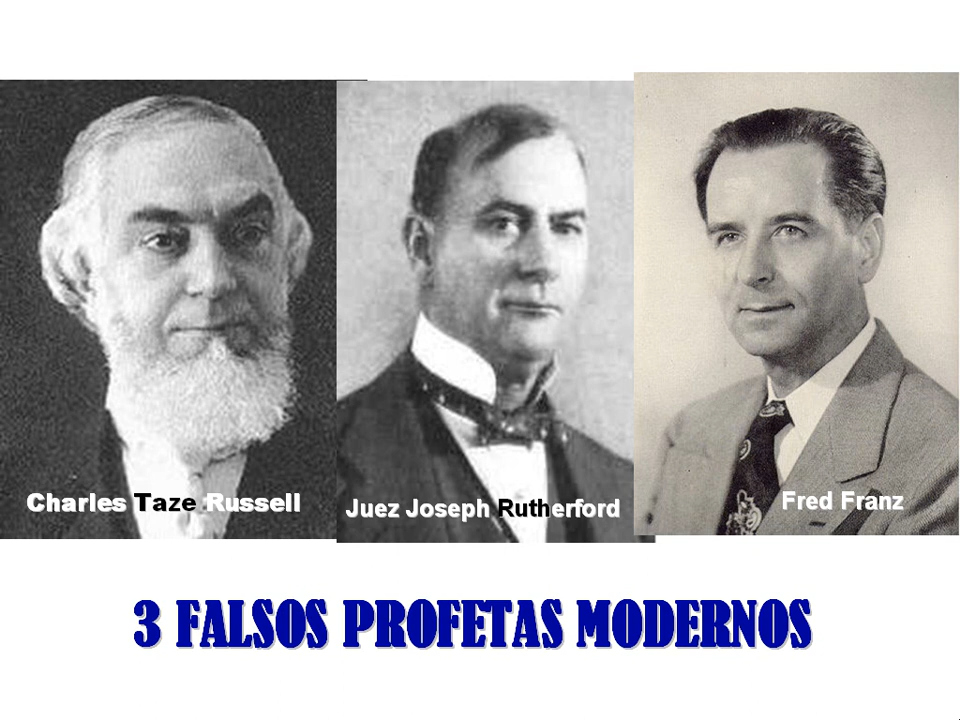 Charles Taze Russell
Juez Joseph Rutherford
Fred Franz
3 FALSOS PROFETAS MODERNOS